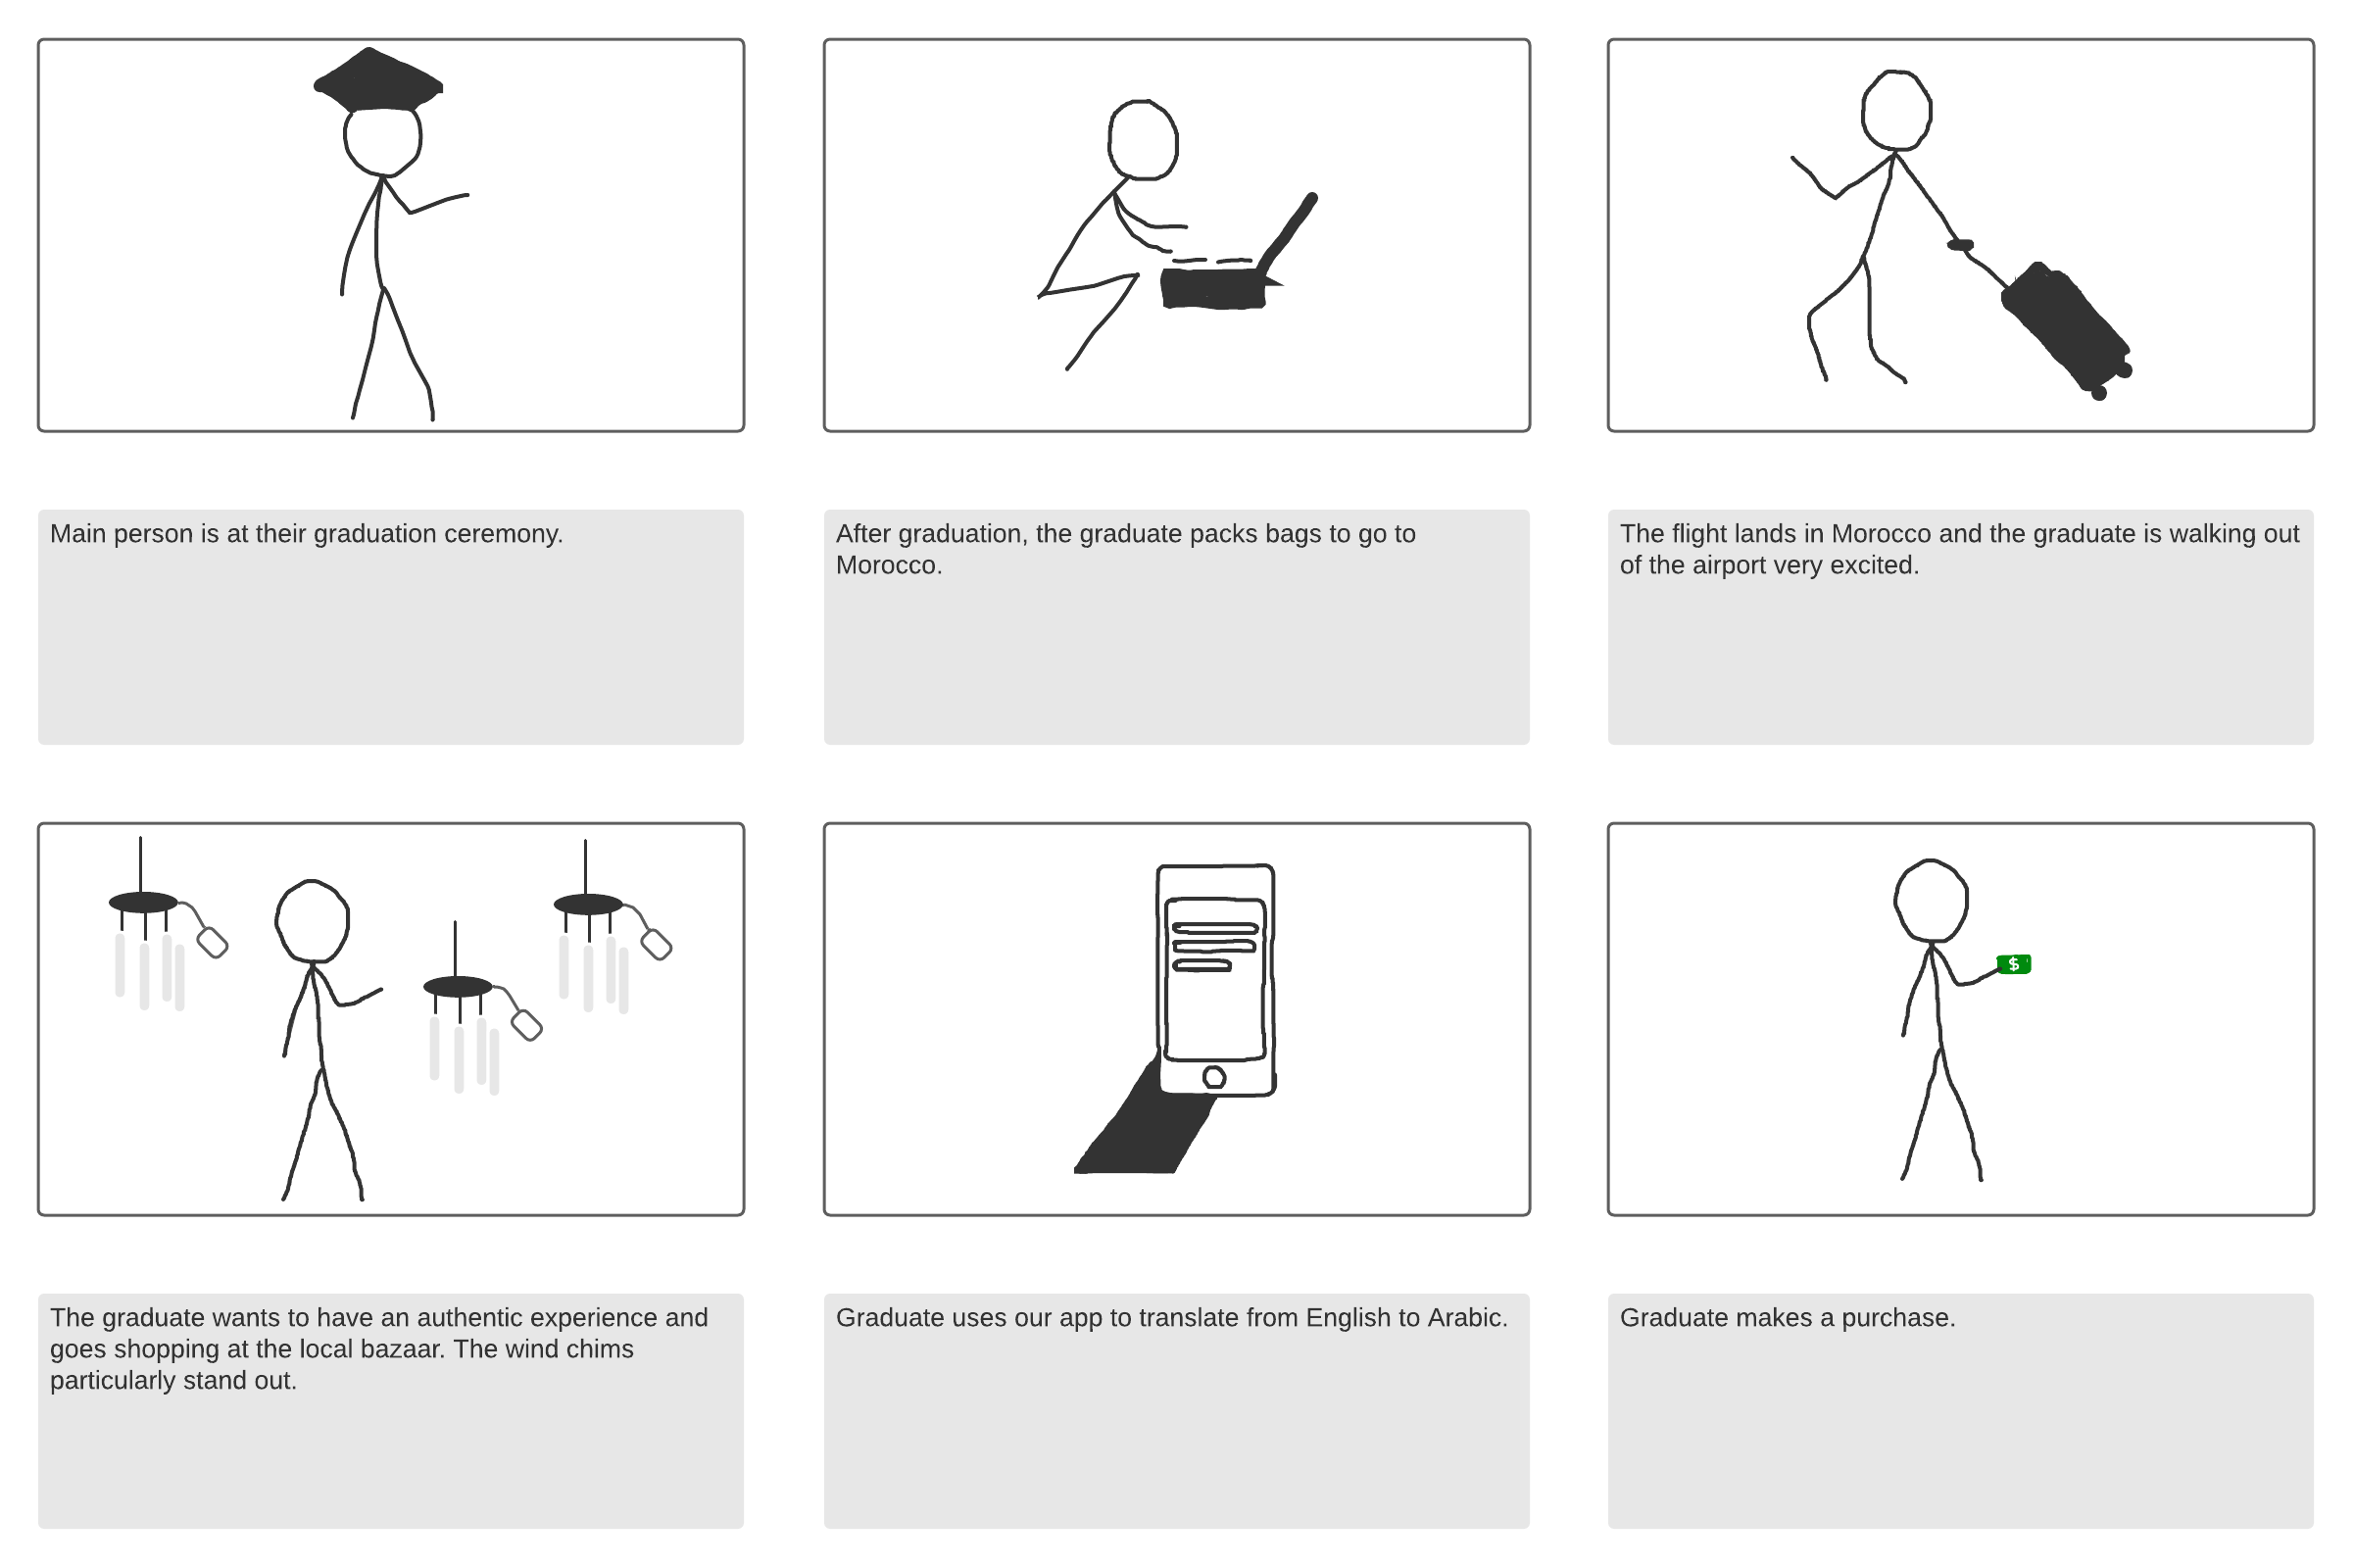 Main person is at their graduation ceremony.
After graduation, the graduate packs bags to go to
Morocco.
The flight lands in Morocco and the graduate is walking out
of the airport very excited.
The graduate wants to have an authentic experience and
goes shopping at the local bazaar. The wind chims
particularly stand out.
Graduate uses our app to translate from English to Arabic.
$
Graduate makes a purchase.